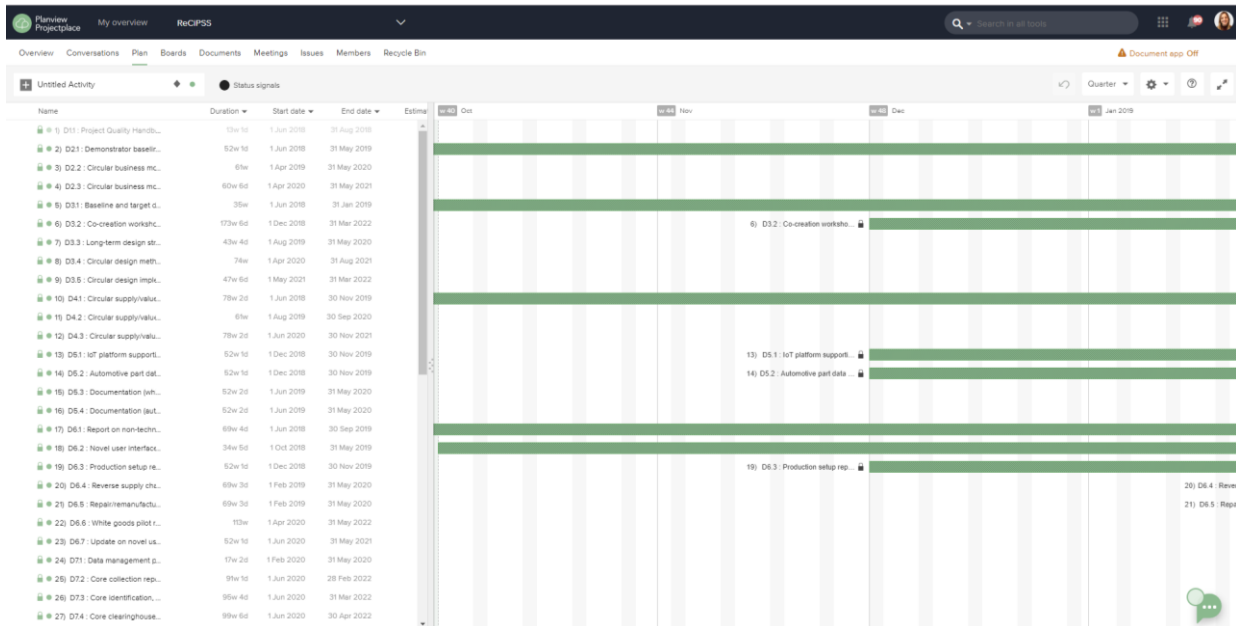 Planview
Projectplace
My overview
ReCiPSS
Search in all tools
90
Overview Conversations Plan Boards Documents Meetings Issues Members Recycle Bin
Document app Off
Untitled Activity
Status signals
Quarter
Name Duration Start date End date Estima
w 40 Oct
w 44 Nov
w 48 Dec
w 1 Jan 2019
1) D1.1 : Project Quality Handb... 13w 1d 1 Jun 2018 31 Aug 2018
2) D2.1 : Demonstrator baselin... 52w 1d 1 Jun 2018 31 May 2019
3) D2.2 : Circular business mc... 61w 1 Apr 2019 31 May 2020
4) D2.3 : Circular business mc... 60w 6d 1 Apr 2020 31 May 2021
5) D3.1 : Baseline and target d... 35w 1 Jun 2018 31 Jan 2019
6) D3.2 : Co-creation workshc... 173w 6d 1 Dec 2018 31 Mar 2022
6) D3.2 : Co-creation worksho...
7) D3.3 : Long-term design str... 43w 4d 1 Aug 2019 31 May 2020
8) D3.4 : Circular design meth... 74w 1 Apr 2020 31 Aug 2021
9) D3.5 : Circular design imple... 47w 6d 1 May 2021 31 Mar 2022
10) D4.1 : Circular supply/value... 78w 2d 1 Jun 2018 30 Nov 2019
11) D4.2 : Circular supply/value... 61w 1 Aug 2019 30 Sep 2020
12) D4.3 : Circular supply/valu... 78w 2d 1 Jun 2020 30 Nov 2021
13) D5.1 : IoT platform supporti... 52w 1d 1 Dec 2018 30 Nov 2019
13) D5.1 : IoT platform supporti...
14) D5.2 : Automotive part dat... 52w 1d 1 Dec 2018 30 Nov 2019
14) D5.2 : Automotive part data ...
15) D5.3 : Documentation (wh... 52w 2d 1 Jun 2019 31 May 2020
16) D5.4 : Documentation (aut... 52w 2d 1 Jun 2019 31 May 2020
17) D6.1 : Report on non-techn... 69w 4d 1 Jun 2018 30 Sep 2019
18) D6.2 : Novel user interface... 34w 5d 1 Oct 2018 31 May 2019
19) D6.3 : Production setup re... 52w 1d 1 Dec 2018 30 Nov 2019
19) D6.3 : Production setup rep...
20) D6.4 : Reverse supply cha... 69w 3d 1 Feb 2019 31 May 2020
20) D6.4 : Reve
21) D6.5 : Repair/remanufactu... 69w 3d 1 Feb 2019 31 May 2020
21) D6.5 : Repa
22) D6.6 : White goods pilot r... 113w 1 Apr 2020 31 May 2022
23) D6.7 : Update on novel us... 52w 1d 1 Jun 2020 31 May 2021
24) D7.1 : Data management p... 17w 2d 1 Feb 2020 31 May 2020
25) D7.2 : Core collection rep... 91w 1d 1 Jun 2020 28 Feb 2022
26) D7.3 : Core identification, ... 95w 4d 1 Jun 2020 31 Mar 2022
27) D7.4 : Core clearinghouse... 99w 6d 1 Jun 2020 30 Apr 2022